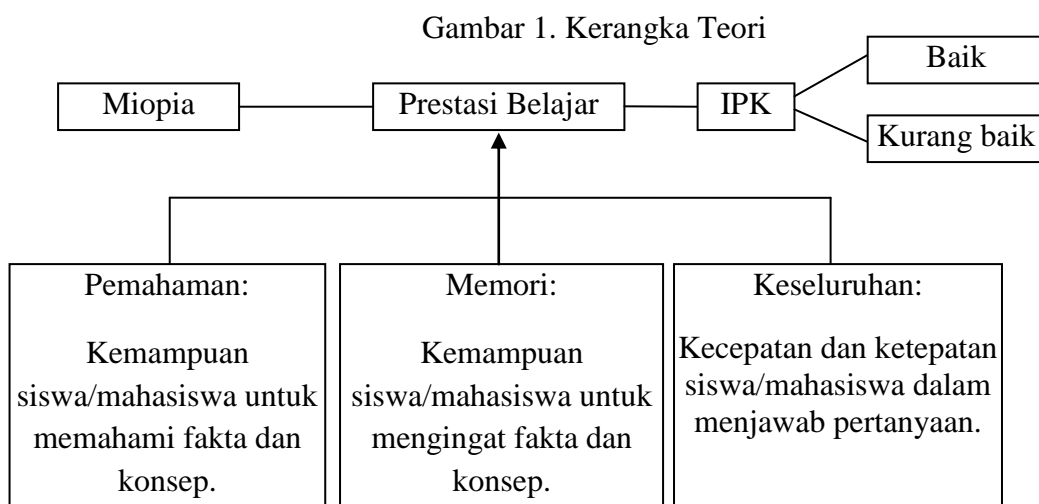 Gambar 1. Kerangka Teori
Baik
Miopia
Prestasi Belajar
IPK
Kurang baik
Pemahaman:
Kemampuan
siswa/mahasiswa untuk
memahami fakta dan
konsep.
Memori:
Kemampuan
siswa/mahasiswa untuk
mengingat fakta dan
konsep.
Keseluruhan:
Kecepatan dan ketepatan
siswa/mahasiswa dalam
menjawab pertanyaan.